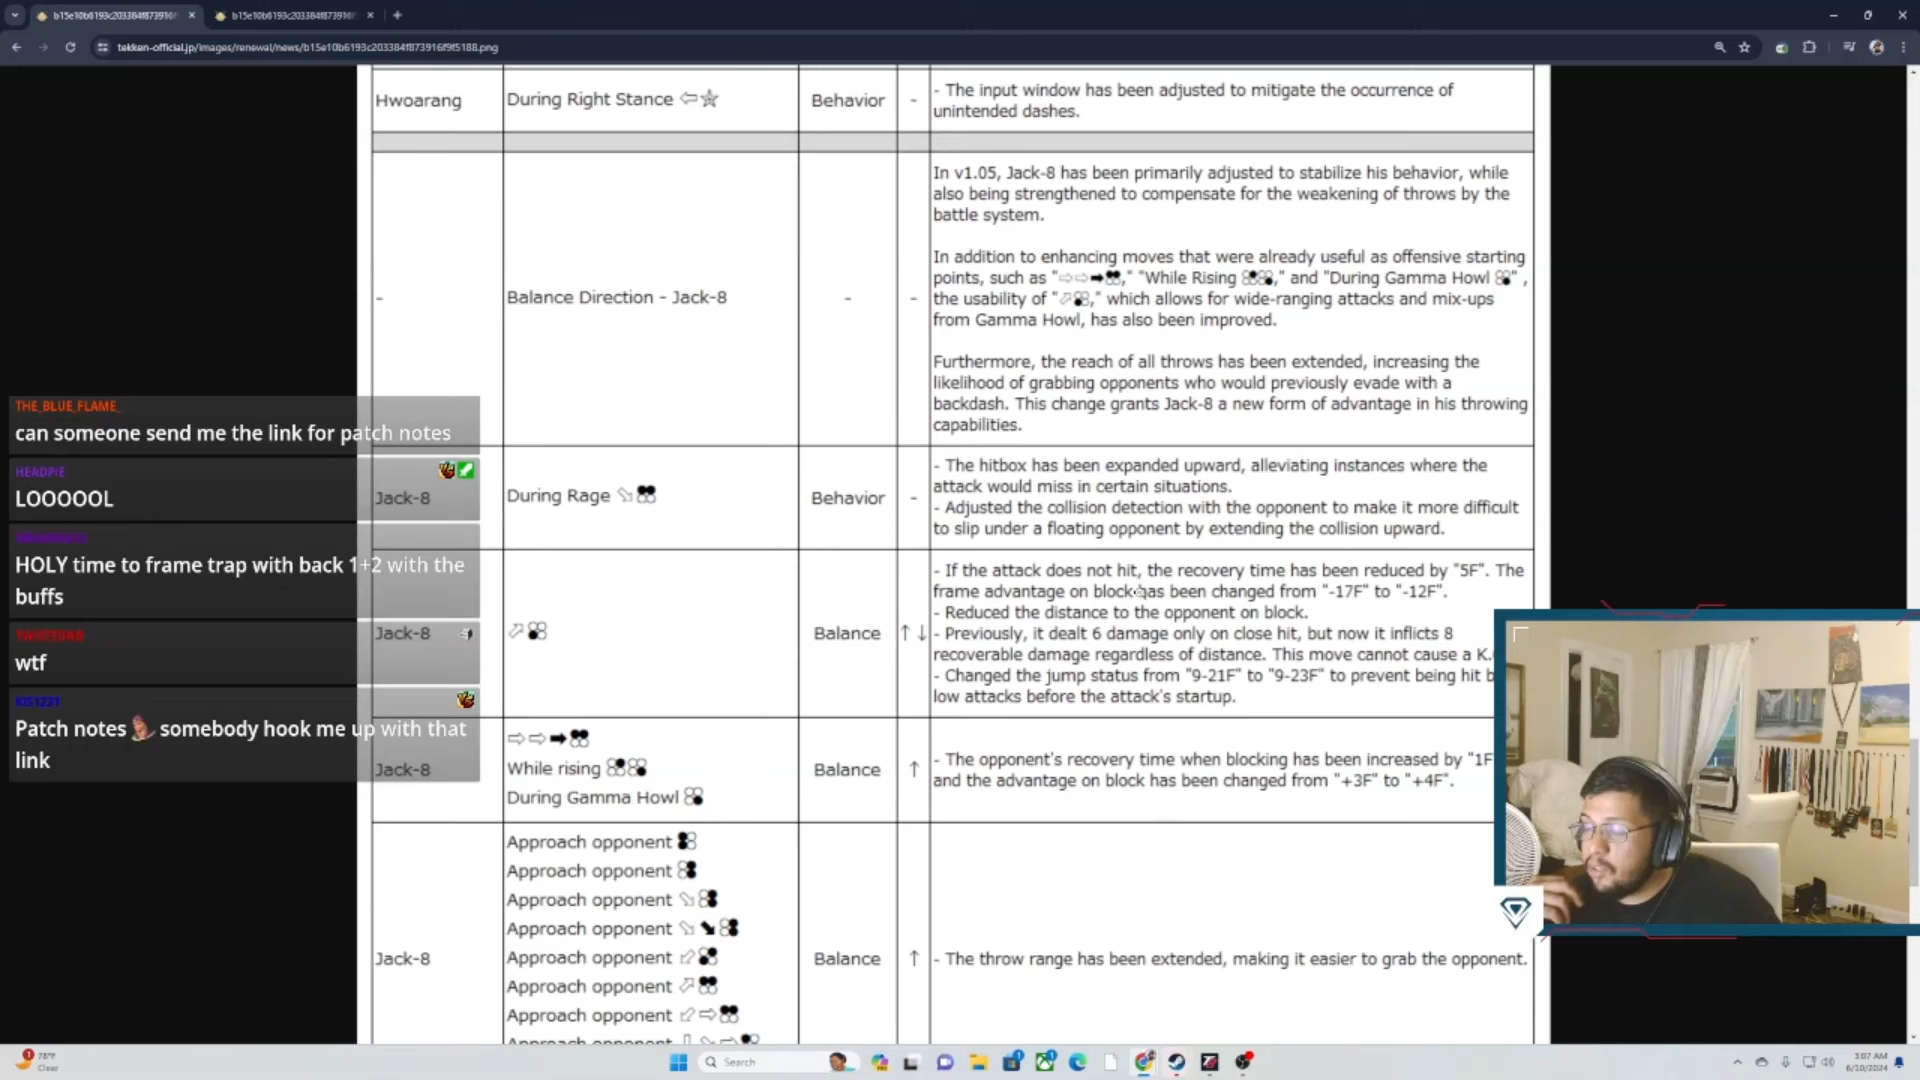 b15e10b6193c203384f873916f
b15e10b6193c203384f873916f
tekken-official.jp/images/renewal/news/b15e10b6193c203384f873916f9f5188.png
Hwoarang
During Right Stance ⇦☆
Behavior
-
- The input window has been adjusted to mitigate the occurrence of
unintended dashes.
-
Balance Direction - Jack-8
-
-
In v1.05, Jack-8 has been primarily adjusted to stabilize his behavior, while
also being strengthened to compensate for the weakening of throws by the
battle system.
In addition to enhancing moves that were already useful as offensive starting
points, such as "⇨⇨➡," "While Rising," and "During Gamma Howl",
the usability of "⬀," which allows for wide-ranging attacks and mix-ups
from Gamma Howl, has also been improved.
Furthermore, the reach of all throws has been extended, increasing the
likelihood of grabbing opponents who would previously evade with a
backdash. This change grants Jack-8 a new form of advantage in his throwing
capabilities.
Jack-8
During Rage
Behavior
-
- The hitbox has been expanded upward, alleviating instances where the
attack would miss in certain situations.
- Adjusted the collision detection with the opponent to make it more difficult
to slip under a floating opponent by extending the collision upward.
Jack-8
Balance
↑↓
- If the attack does not hit, the recovery time has been reduced by "5F". The
frame advantage on block has been changed from "-17F" to "-12F".
- Reduced the distance to the opponent on block.
- Previously, it dealt 6 damage only on close hit, but now it inflicts 8
recoverable damage regardless of distance. This move cannot cause a K.
- Changed the jump status from "9-21F" to "9-23F" to prevent being hit b
low attacks before the attack's startup.
Jack-8
⇨⇨➡
While rising
During Gamma Howl
Balance
↑
- The opponent's recovery time when blocking has been increased by "1F
and the advantage on block has been changed from "+3F" to "+4F".
Jack-8
Approach opponent
Approach opponent
Approach opponent
Approach opponent
Approach opponent
Approach opponent
Approach opponent
Approach opponent
Balance
↑
- The throw range has been extended, making it easier to grab the opponent.
THE_BLUE_FLAME_
can someone send me the link for patch notes
HEADPIE
LOOOOOL
HOLY time to frame trap with back 1+2 with the
buffs
wtf
KIS1231
Patch notes somebody hook me up with that
link
1
78°F
Clear
Search
3:07 AM
6/10/2024